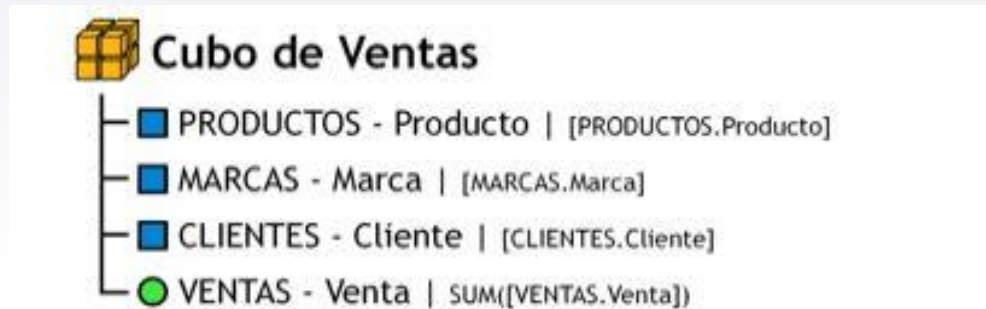 Cubo de Ventas
PRODUCTOS - Producto | [PRODUCTOS.Producto]
MARCAS - Marca | [MARCAS.Marca]
CLIENTES - Cliente | [CLIENTES.Cliente]
VENTAS - Venta | SUM([VENTAS.Venta])